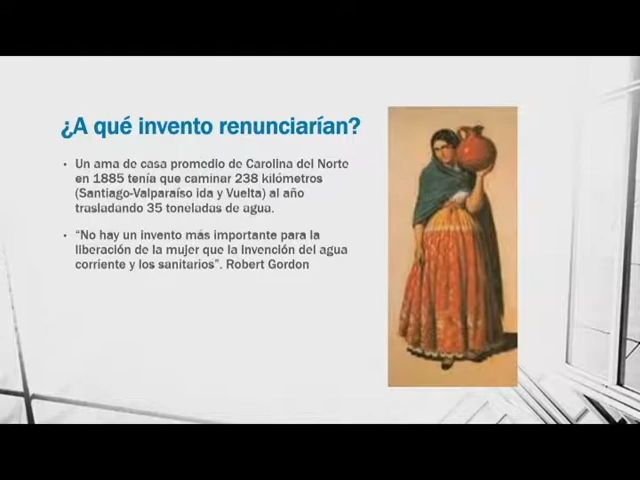 ¿A qué invento renunciarían?
• Un ama de casa promedio de Carolina del Norte
en 1885 tenía que caminar 238 kilómetros
(Santiago-Valparaíso ida y Vuelta) al año
trasladando 35 toneladas de agua.
• “No hay un invento más importante para la
liberación de la mujer que la invención del agua
corriente y los sanitarios”. Robert Gordon